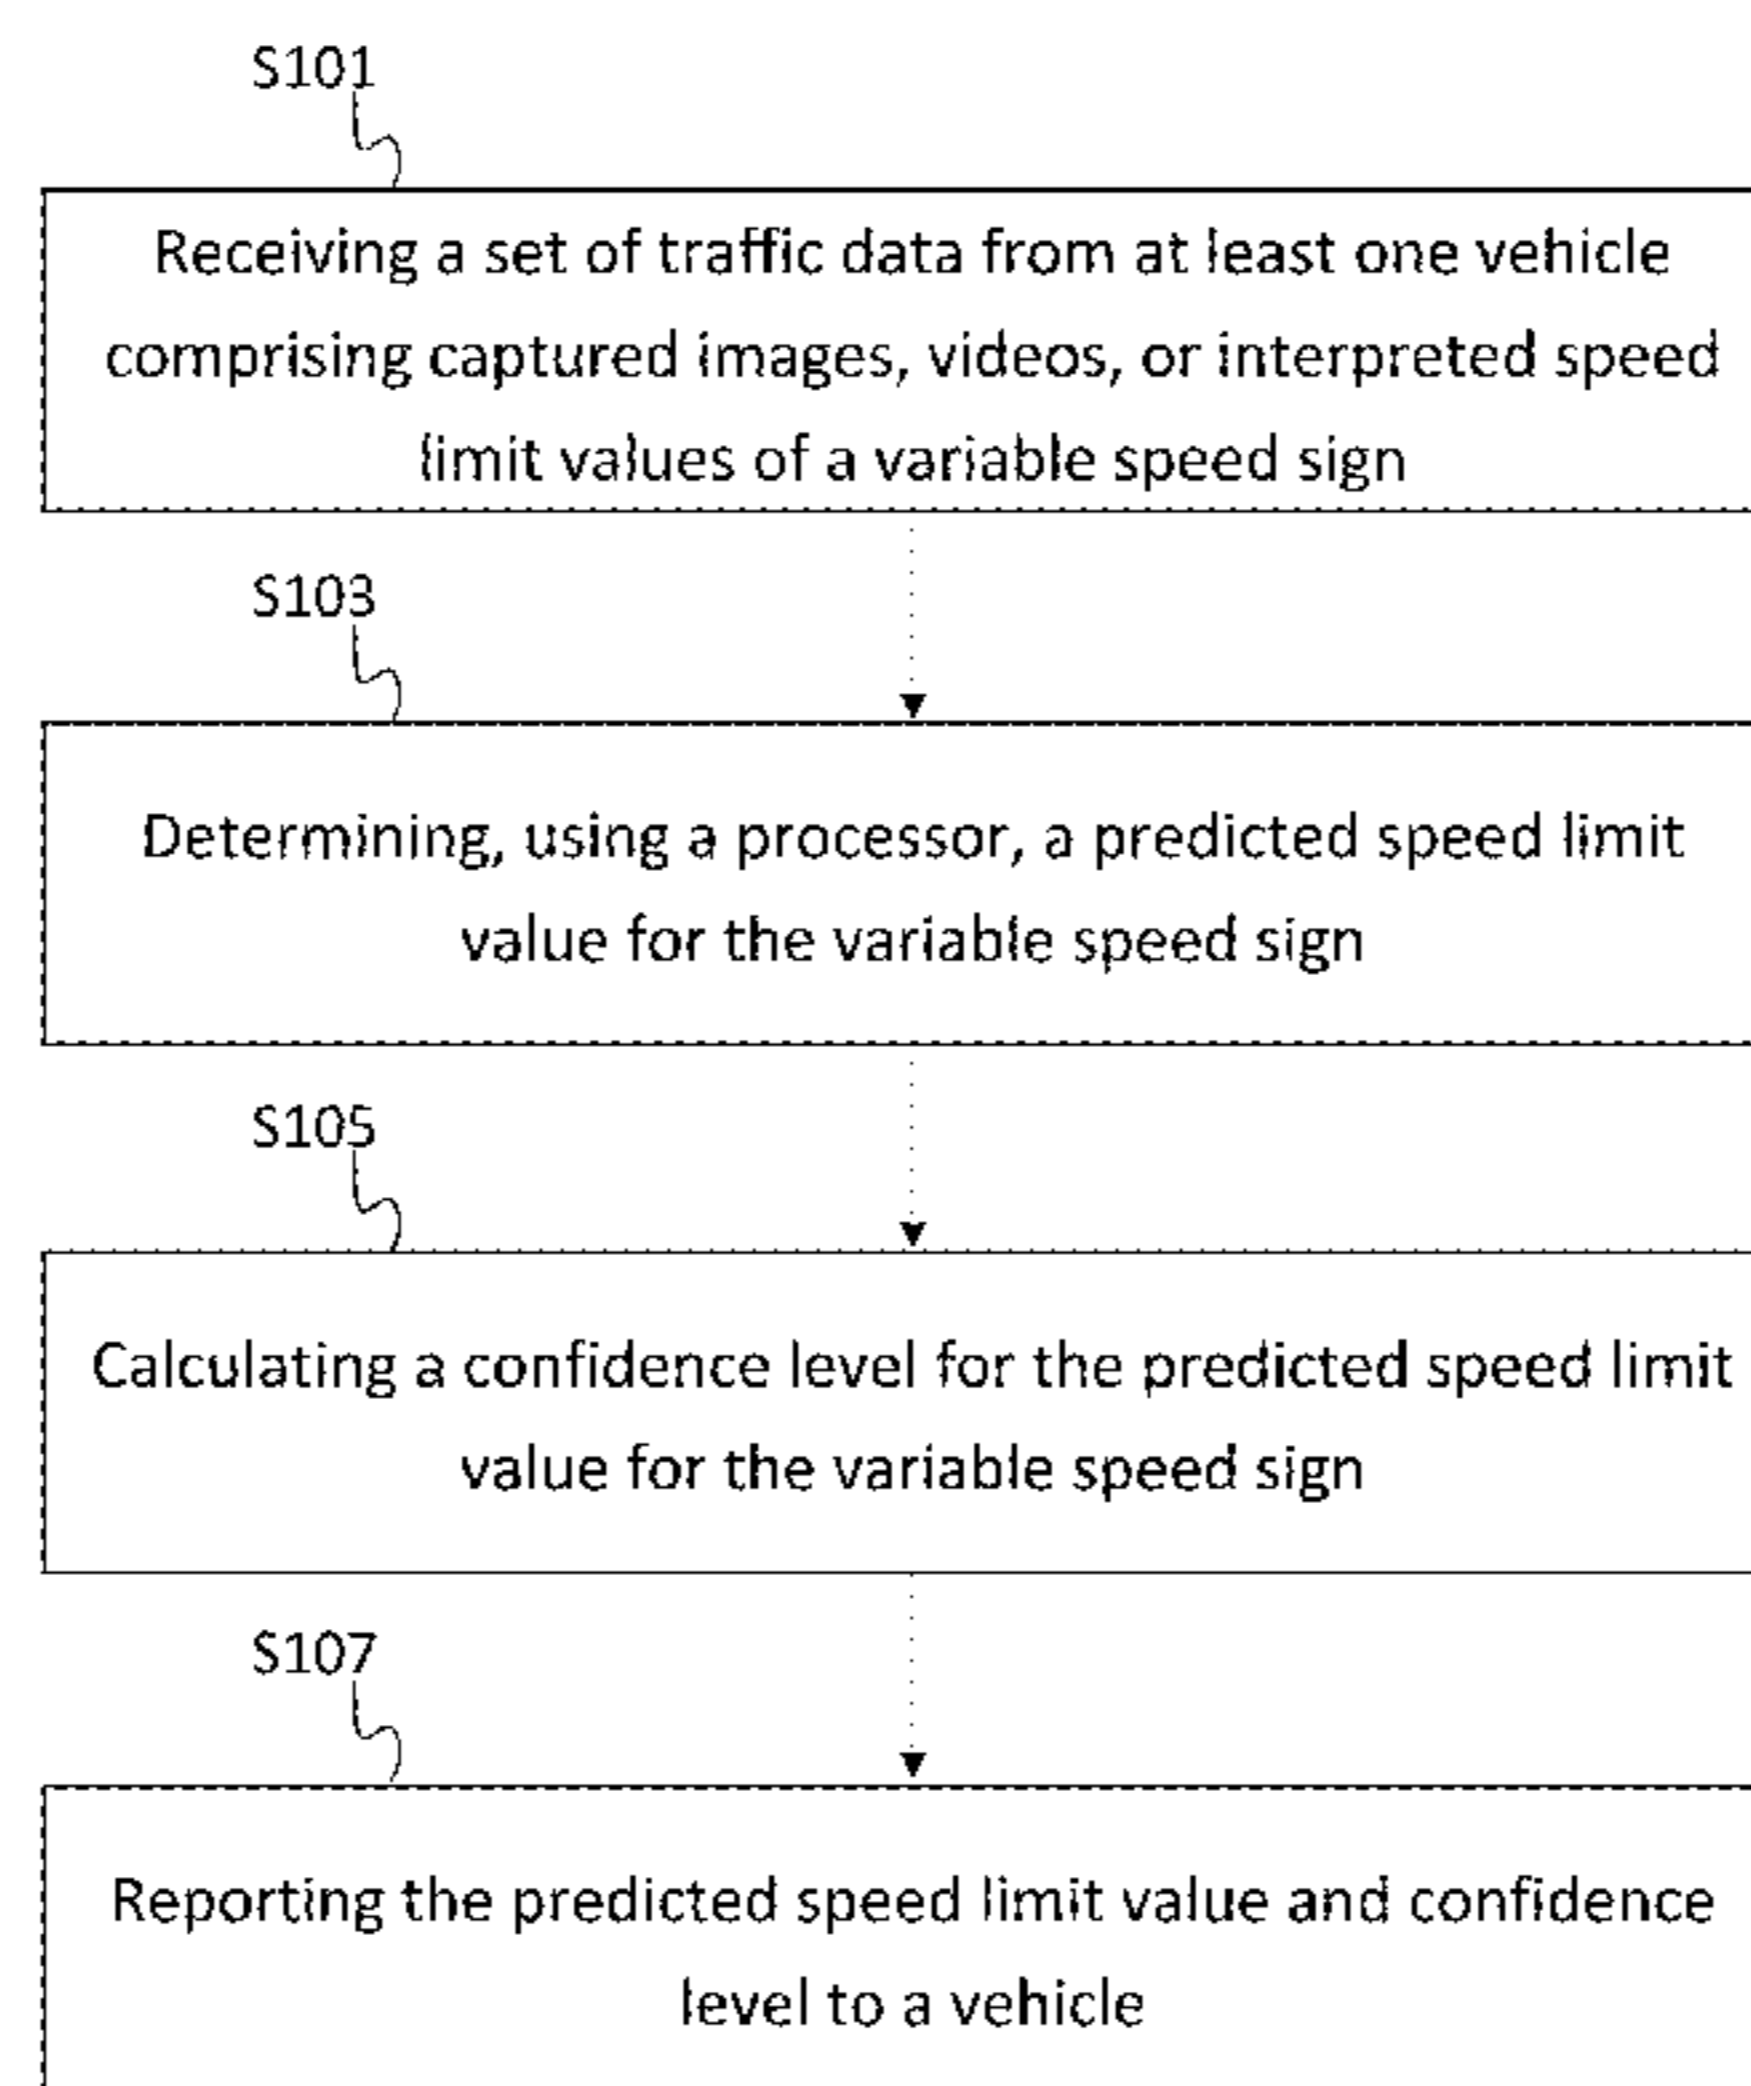 S101
Receiving a set of traffic data from at least one vehicle
comprising captured images, videos, or interpreted speed
limit values of a variable speed sign
S103
Determining, using a processor, a predicted speed limit
value for the variable speed sign
S105
Calculating a confidence level for the predicted speed limit
value for the variable speed sign
S107
Reporting the predicted speed limit value and confidence
level to a vehicle